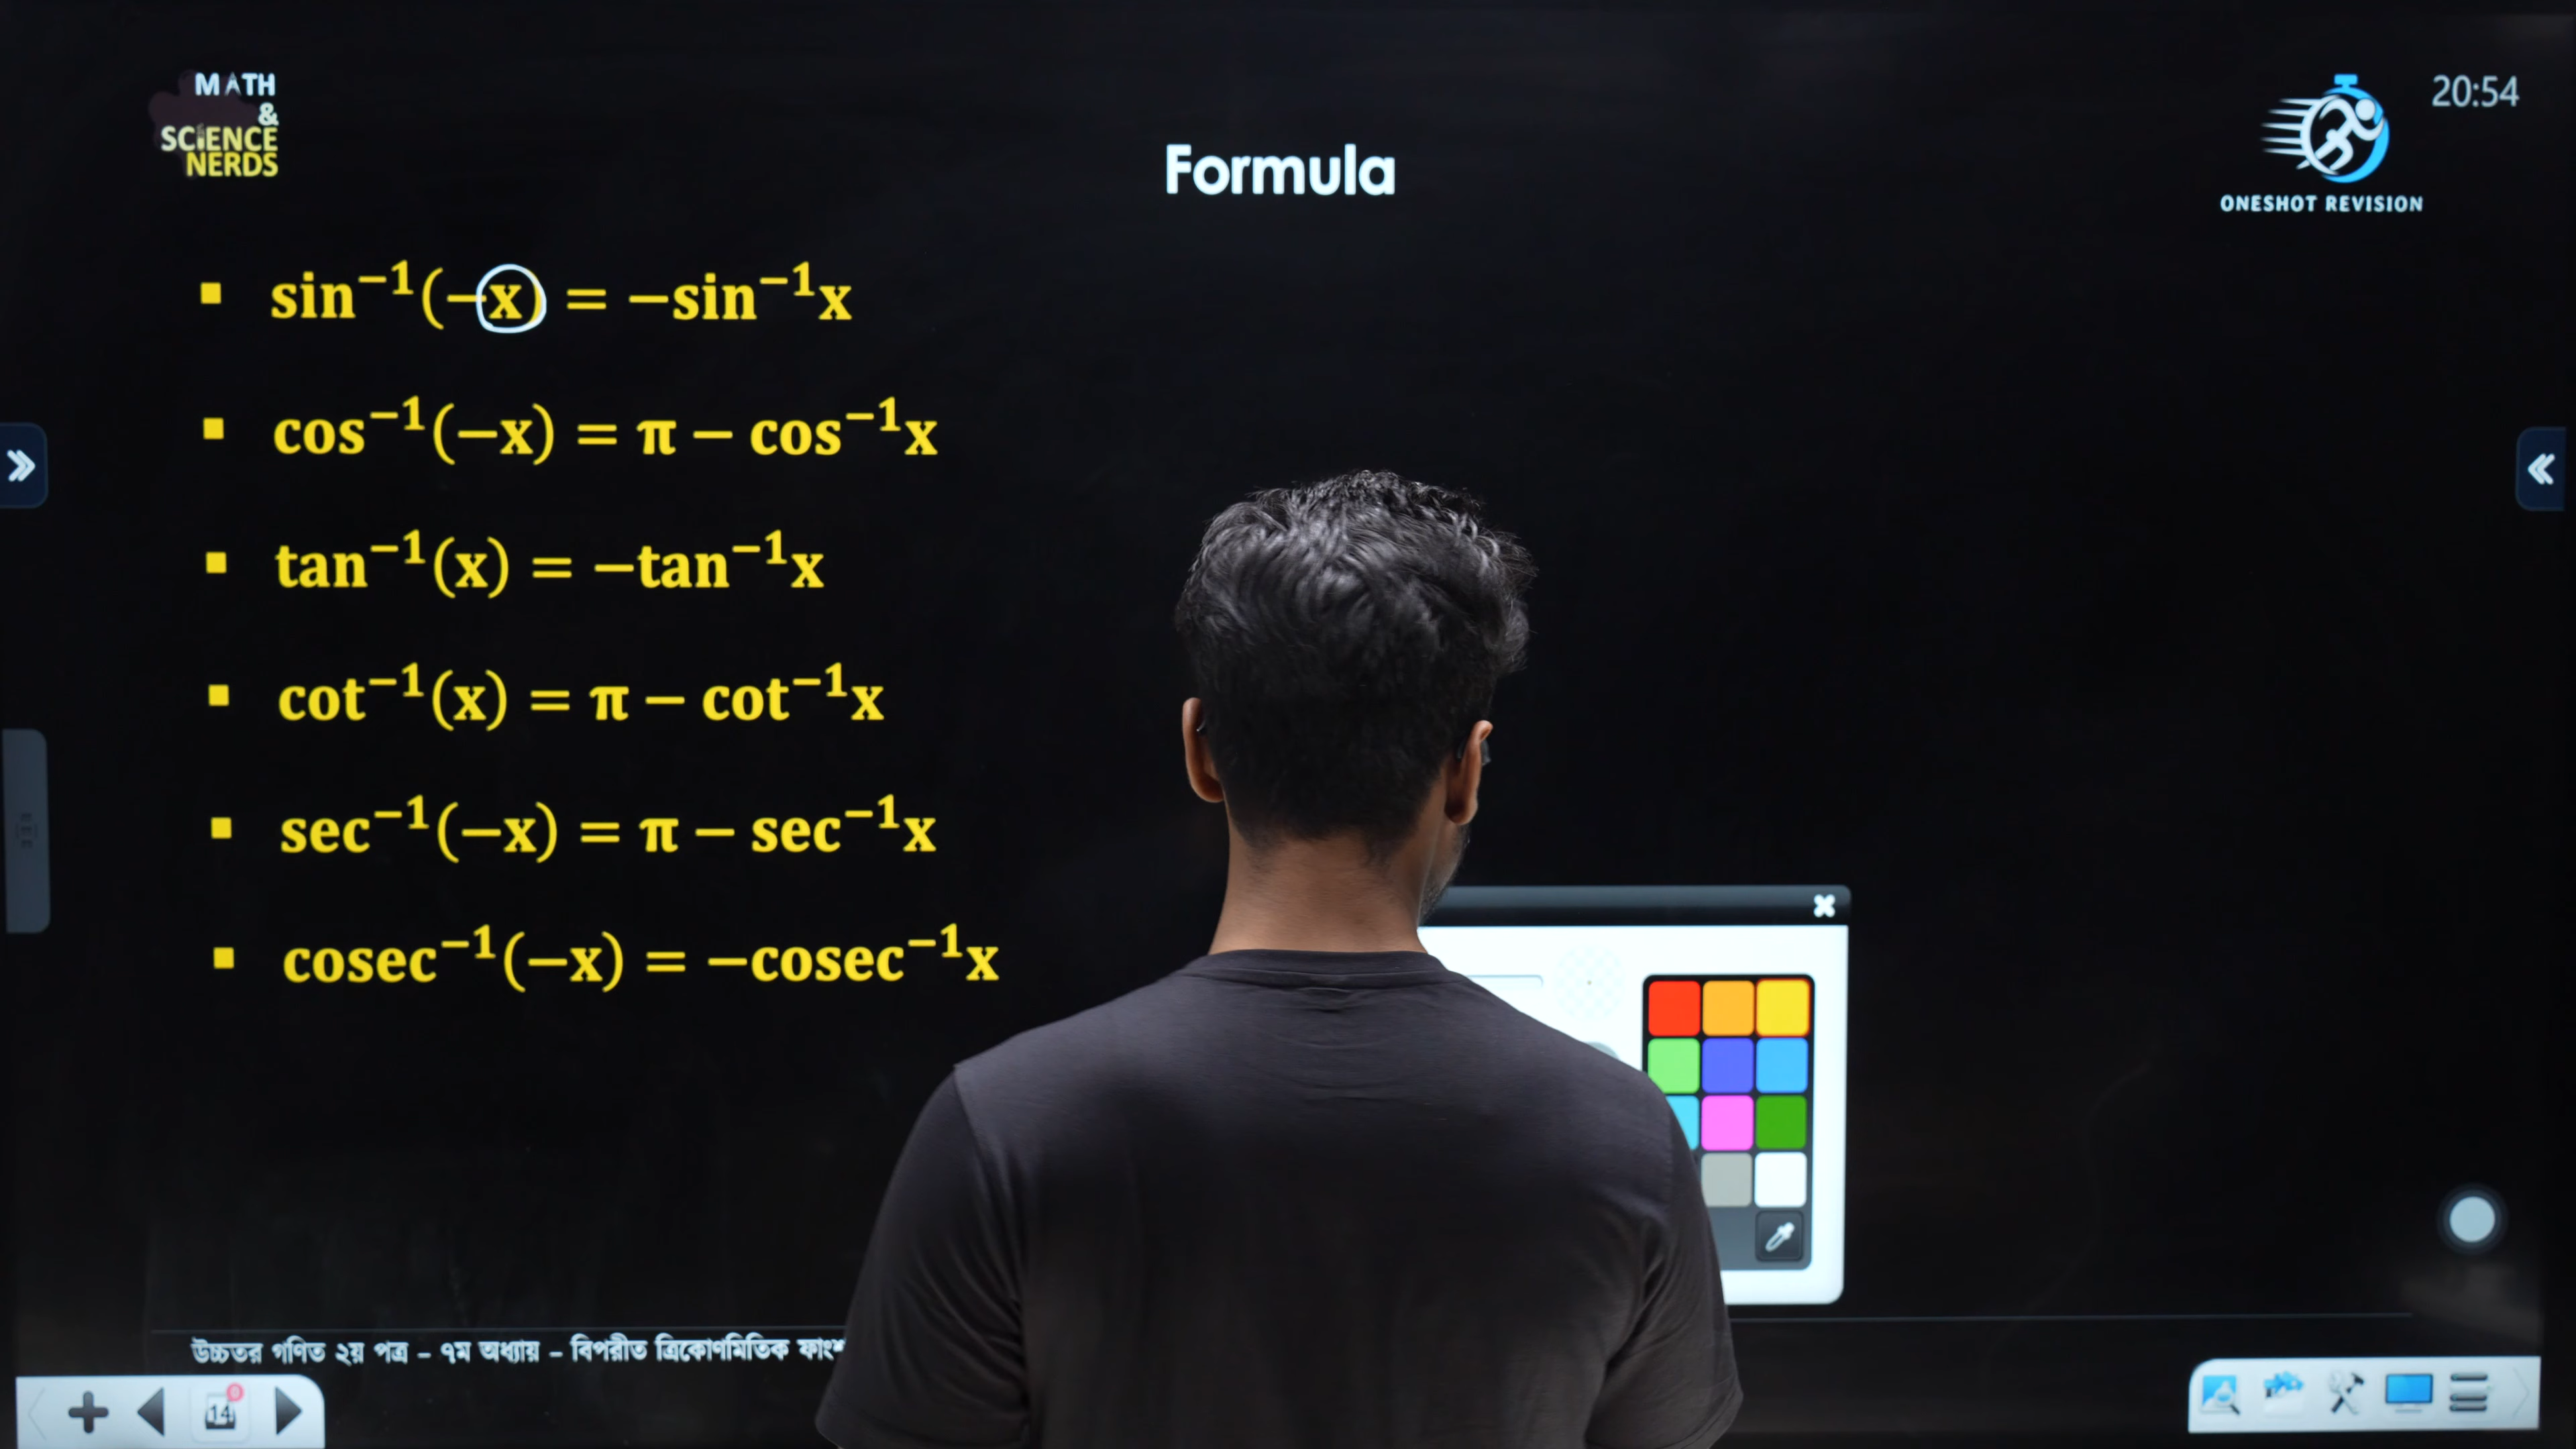 MATH
&
SCIENCE
NERDS
20:54
ONESHOT REVISION
Formula
▪ sin⁻¹(−x) = −sin⁻¹x
▪ cos⁻¹(−x) = π − cos⁻¹x
▪ tan⁻¹(x) = −tan⁻¹x
▪ cot⁻¹(x) = π − cot⁻¹x
▪ sec⁻¹(−x) = π − sec⁻¹x
▪ cosec⁻¹(−x) = −cosec⁻¹x
উচ্চতর গণিত ২য় পত্র – ৭ম অধ্যায় – বিপরীত ত্রিকোণমিতিক
14
0